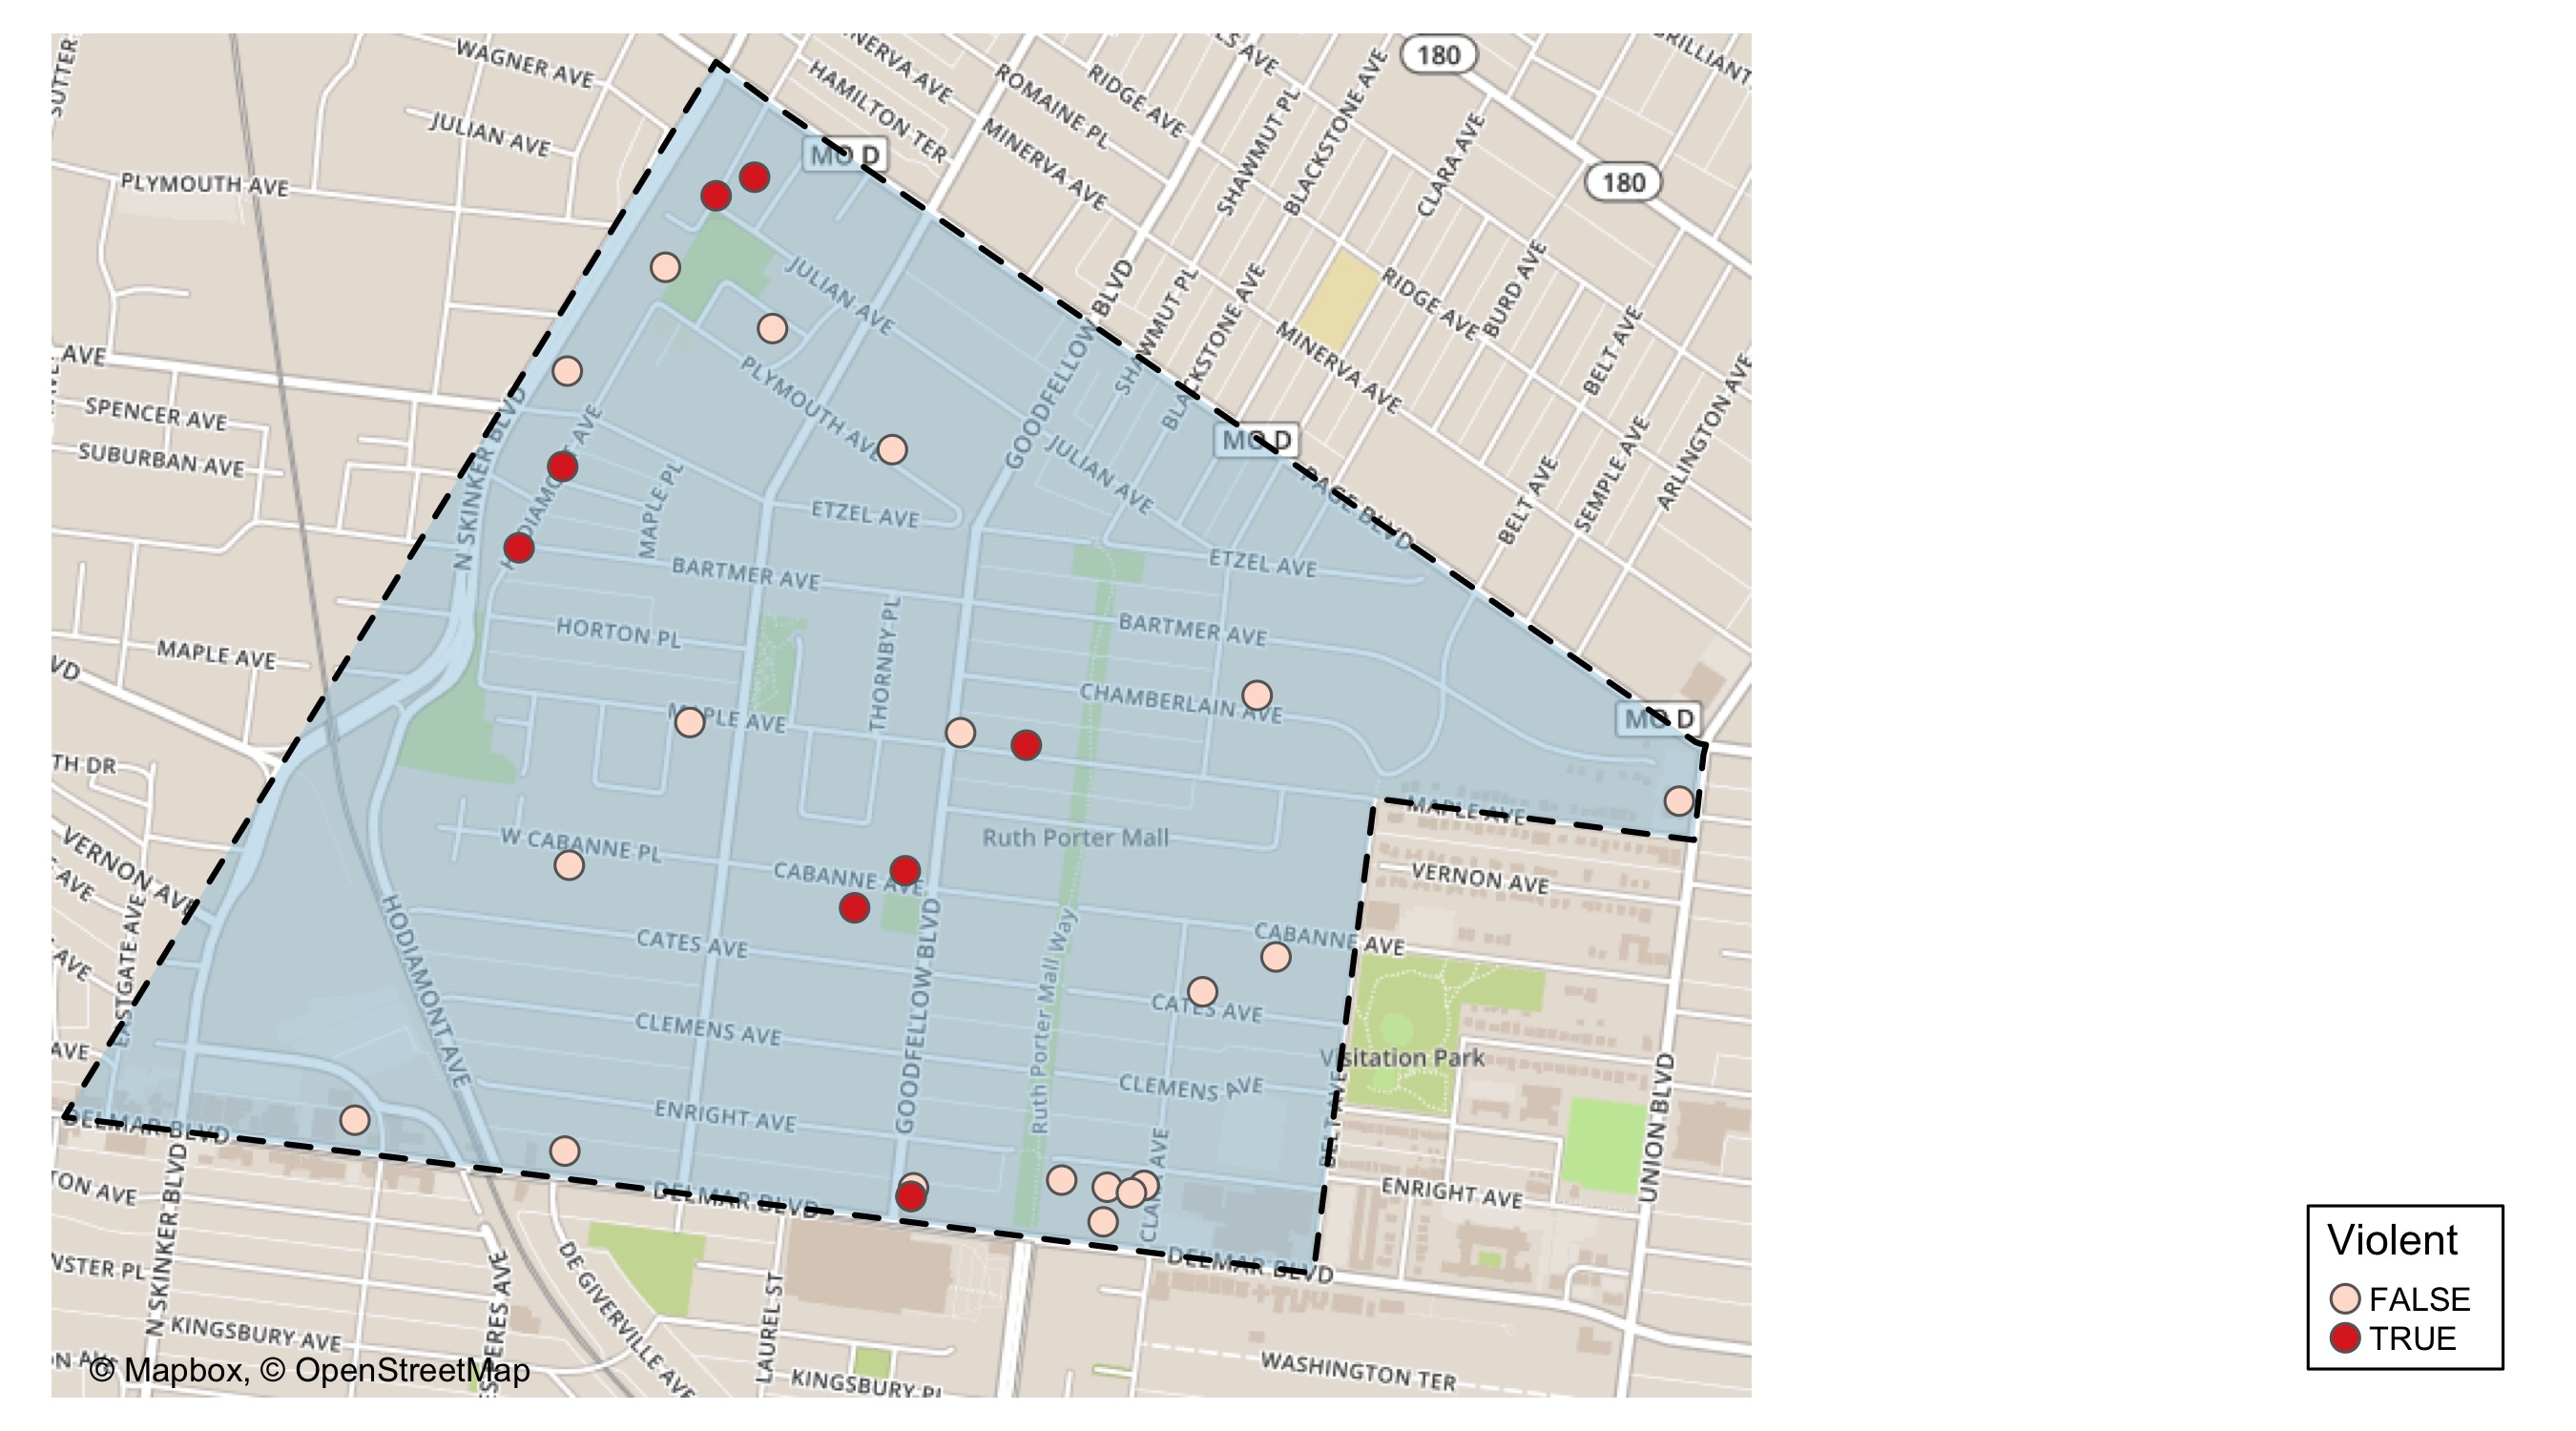 SUTTER
WAGNER AVE
MINERVA AVE
HAMILTON TER
ROMAINE PL
RIDGE AVE
180
BRILLIANT
JULIAN AVE
MO D
MINERVA AVE
SHAWMUT PL
BLACKSTONE AVE
CLARA AVE
180
PLYMOUTH AVE
JULIAN AVE
GOODFELLOW BLVD
SHAWMUT PL
BLACKSTONE AVE
RIDGE AVE
BURD AVE
MINERVA AVE
BELT AVE
ARLINGTON AVE
AVE
SPENCER AVE
SUBURBAN AVE
N SKINKER BLVD
PLYMOUTH AVE
JULIAN AVE
MO D
PAGE BLVD
BELT AVE
SEMPLE AVE
MAPLE PL
ETZEL AVE
ETZEL AVE
BARTMER AVE
BARTMER AVE
HORTON PL
THORNBY PL
MAPLE AVE
VD
CHAMBERLAIN AVE
MAPLE AVE
MO D
TH DR
MAPLE AVE
Ruth Porter Mall
VERNON AVE
W CABANNE PL
CABANNE AVE
VERNON AVE
AVE
EASTGATE AVE
HODIAMONT AVE
CATES AVE
GOODFELLOW BLVD
Ruth Porter Mall Way
CABANNE AVE
AVE
CATES AVE
CLEMENS AVE
Visitation Park
AVE
CLEMENS AVE
BELT AVE
UNION BLVD
ENRIGHT AVE
DELMAR BLVD
DELMAR BLVD
ENRIGHT AVE
TON AVE
N SKINKER BLVD
DE GIVERVILLE AVE
LAUREL ST
DELMAR BLVD
NSTER PL
KINGSBURY AVE
KINGSBURY PL
WASHINGTON TER
© Mapbox, © OpenStreetMap
Violent
FALSE
TRUE